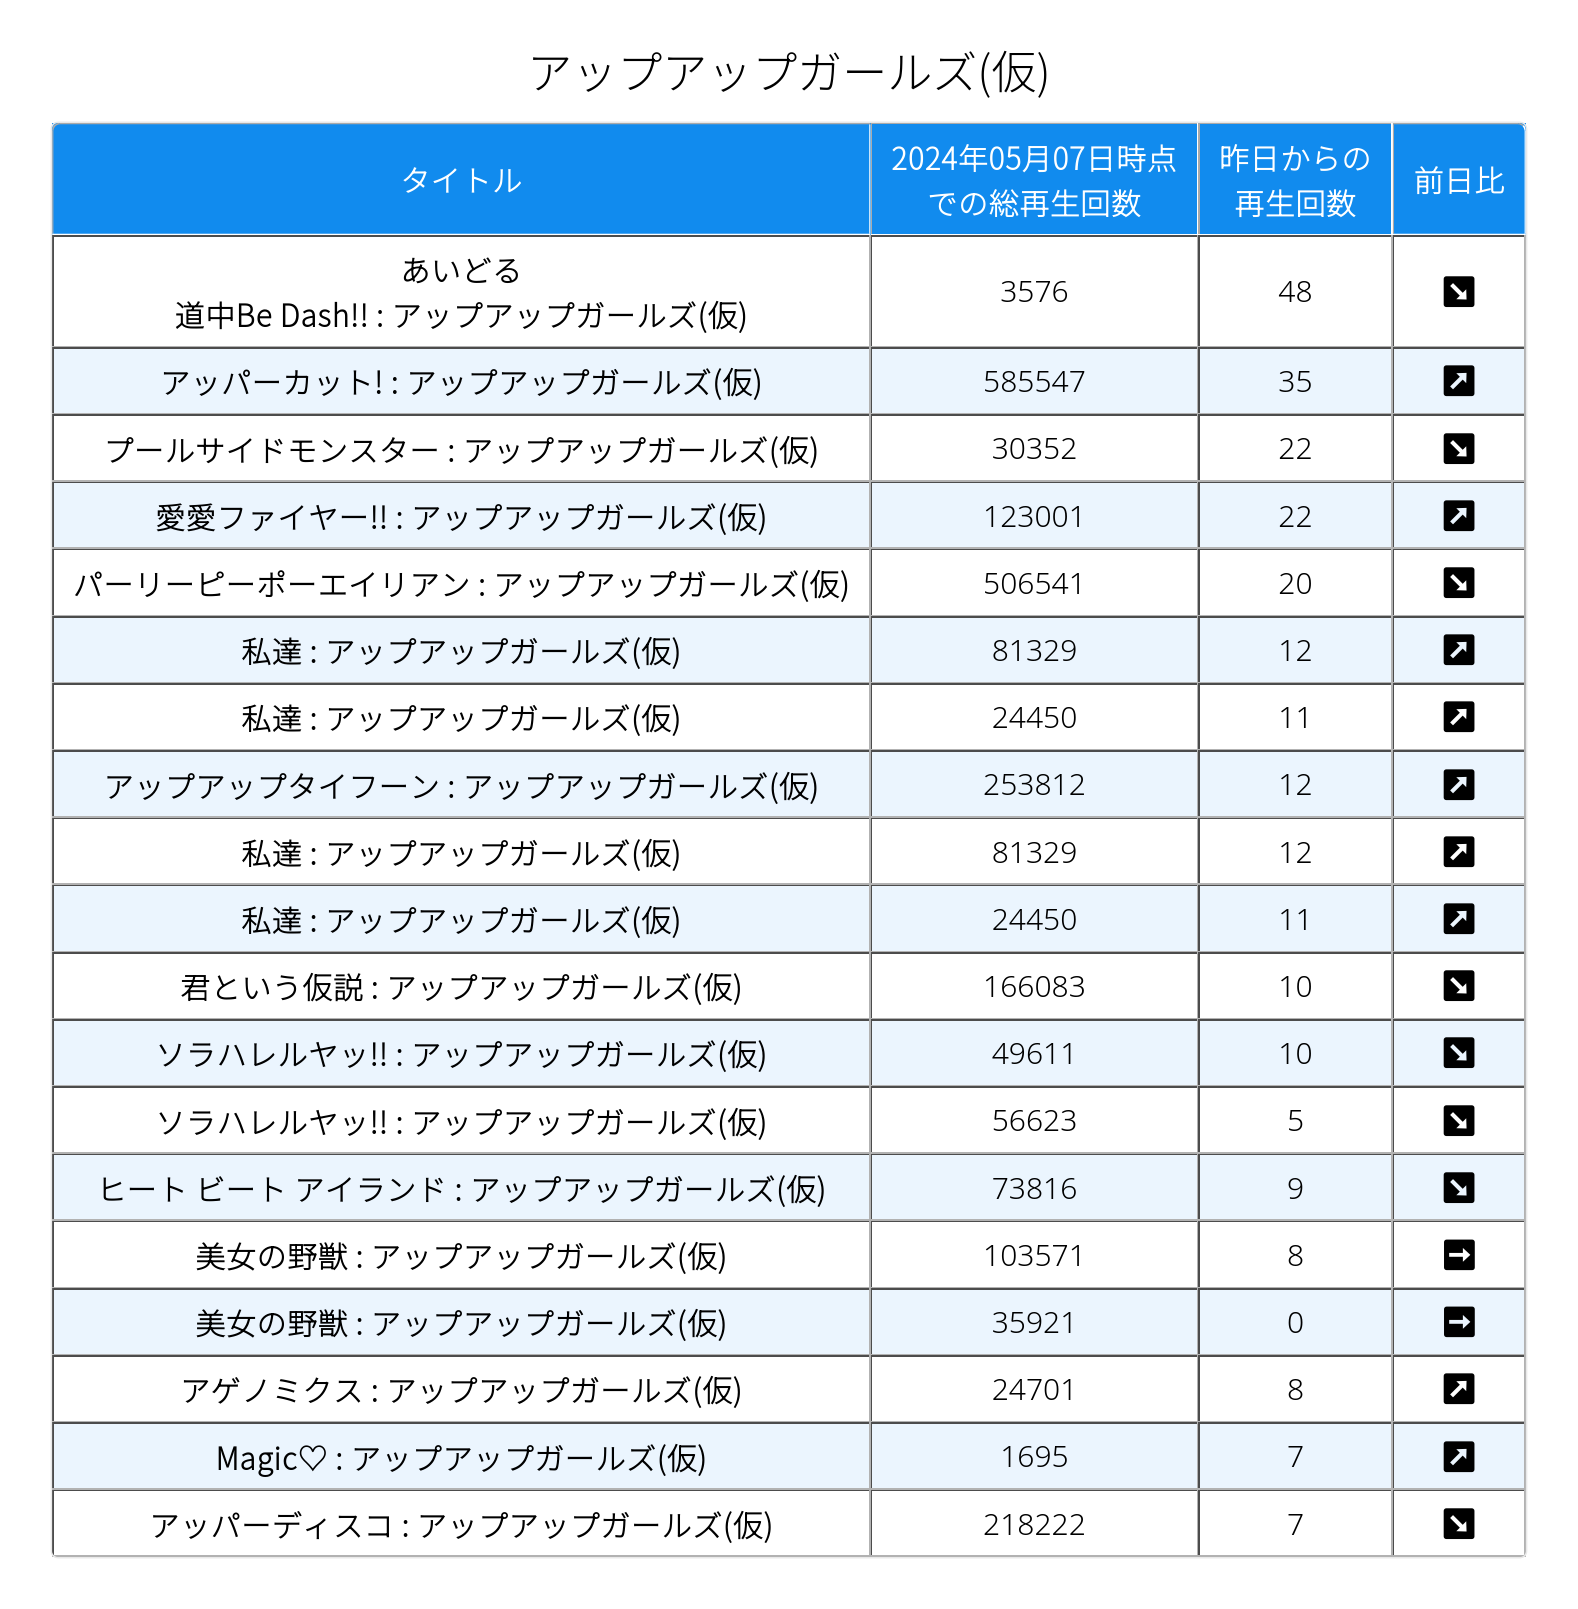 アップアップガールズ(仮)
タイトル
2024年05月07日時点
での総再生回数
昨日からの
再生回数
前日比
あいどる
道中Be Dash!! : アップアップガールズ(仮)
3576
48
↘
アッパーカット! : アップアップガールズ(仮)
585547
35
↗
プールサイドモンスター : アップアップガールズ(仮)
30352
22
↘
愛愛ファイヤー!! : アップアップガールズ(仮)
123001
22
↗
パーリーピーポーエイリアン : アップアップガールズ(仮)
506541
20
↘
私達 : アップアップガールズ(仮)
81329
12
↗
私達 : アップアップガールズ(仮)
24450
11
↗
アップアップタイフーン : アップアップガールズ(仮)
253812
12
↗
私達 : アップアップガールズ(仮)
81329
12
↗
私達 : アップアップガールズ(仮)
24450
11
↗
君という仮説 : アップアップガールズ(仮)
166083
10
↘
ソラハレルヤッ!! : アップアップガールズ(仮)
49611
10
↘
ソラハレルヤッ!! : アップアップガールズ(仮)
56623
5
↘
ヒート ビート アイランド : アップアップガールズ(仮)
73816
9
↘
美女の野獣 : アップアップガールズ(仮)
103571
8
→
美女の野獣 : アップアップガールズ(仮)
35921
0
→
アゲノミクス : アップアップガールズ(仮)
24701
8
↗
Magic♡ : アップアップガールズ(仮)
1695
7
↗
アッパーディスコ : アップアップガールズ(仮)
218222
7
↘